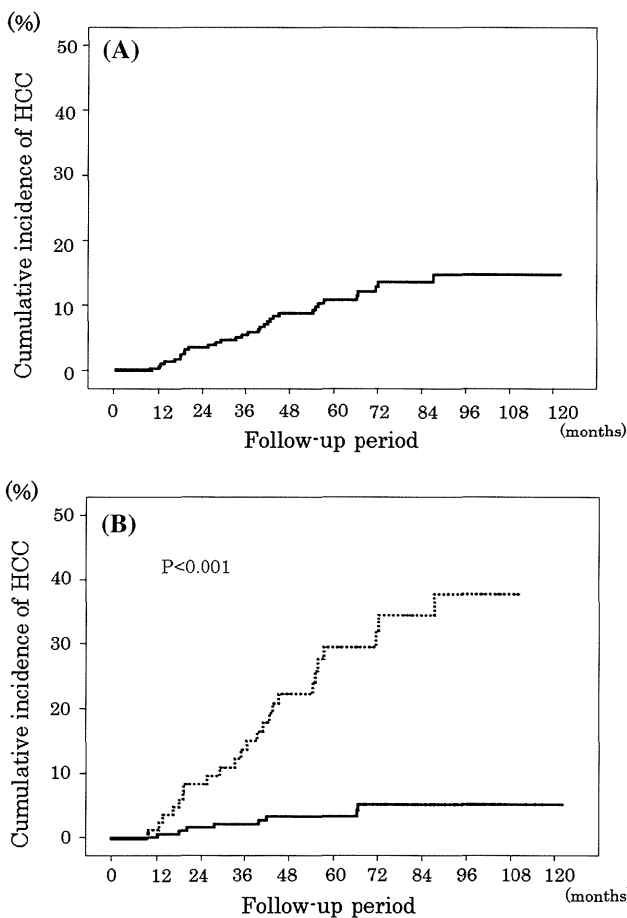 (%)
(A)
50
40
30
20
10
0
Cumulative incidence of HCC
0 12 24 36 48 60 72 84 96 108 120
(months)
Follow-up period
(%)
(B)
P<0.001
50
40
30
20
10
0
Cumulative incidence of HCC
0 12 24 36 48 60 72 84 96 108 120
(months)
Follow-up period